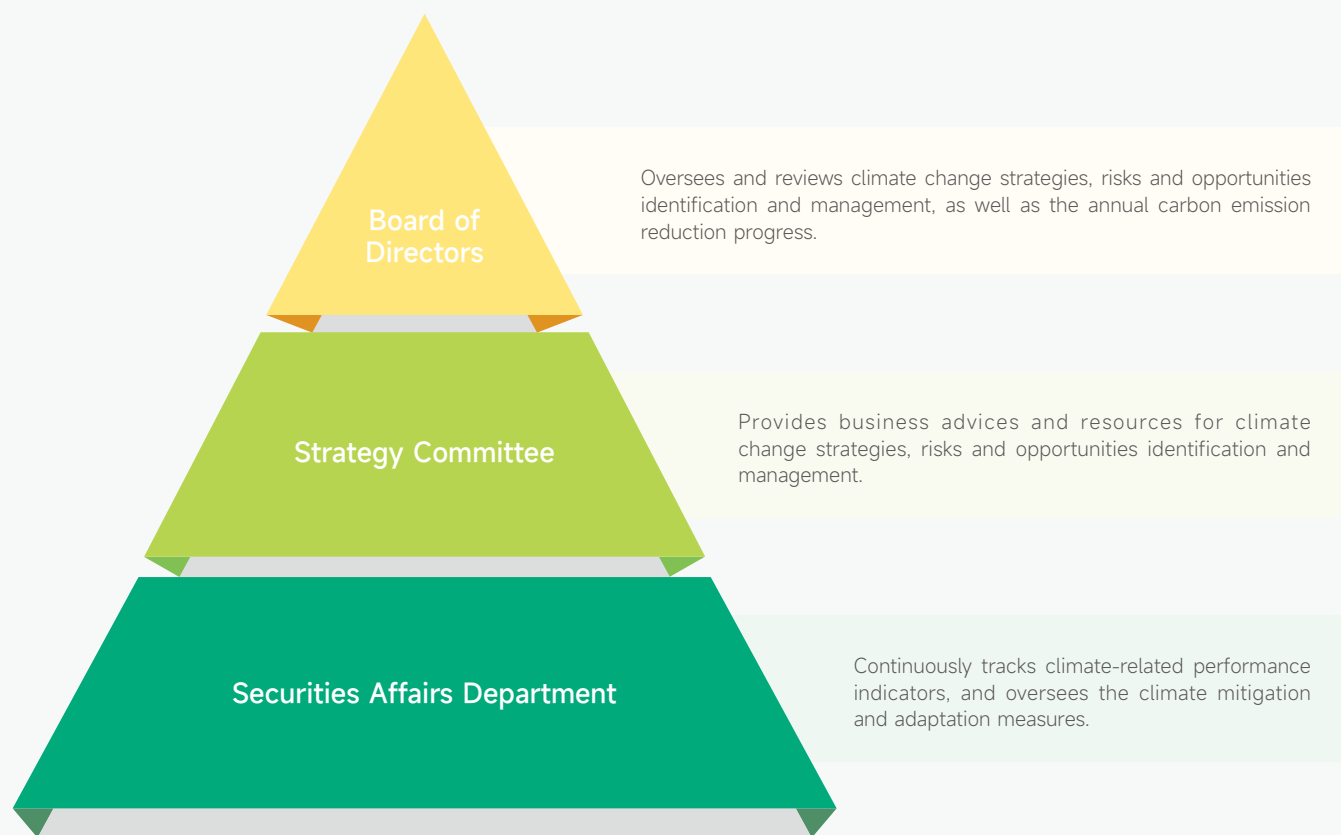 Board of
Directors
Oversees and reviews climate change strategies, risks and opportunities
identification and management, as well as the annual carbon emission
reduction progress.
Strategy Committee
Provides business advices and resources for climate
change strategies, risks and opportunities identification and
management.
Securities Affairs Department
Continuously tracks climate-related performance
indicators, and oversees the climate mitigation
and adaptation measures.